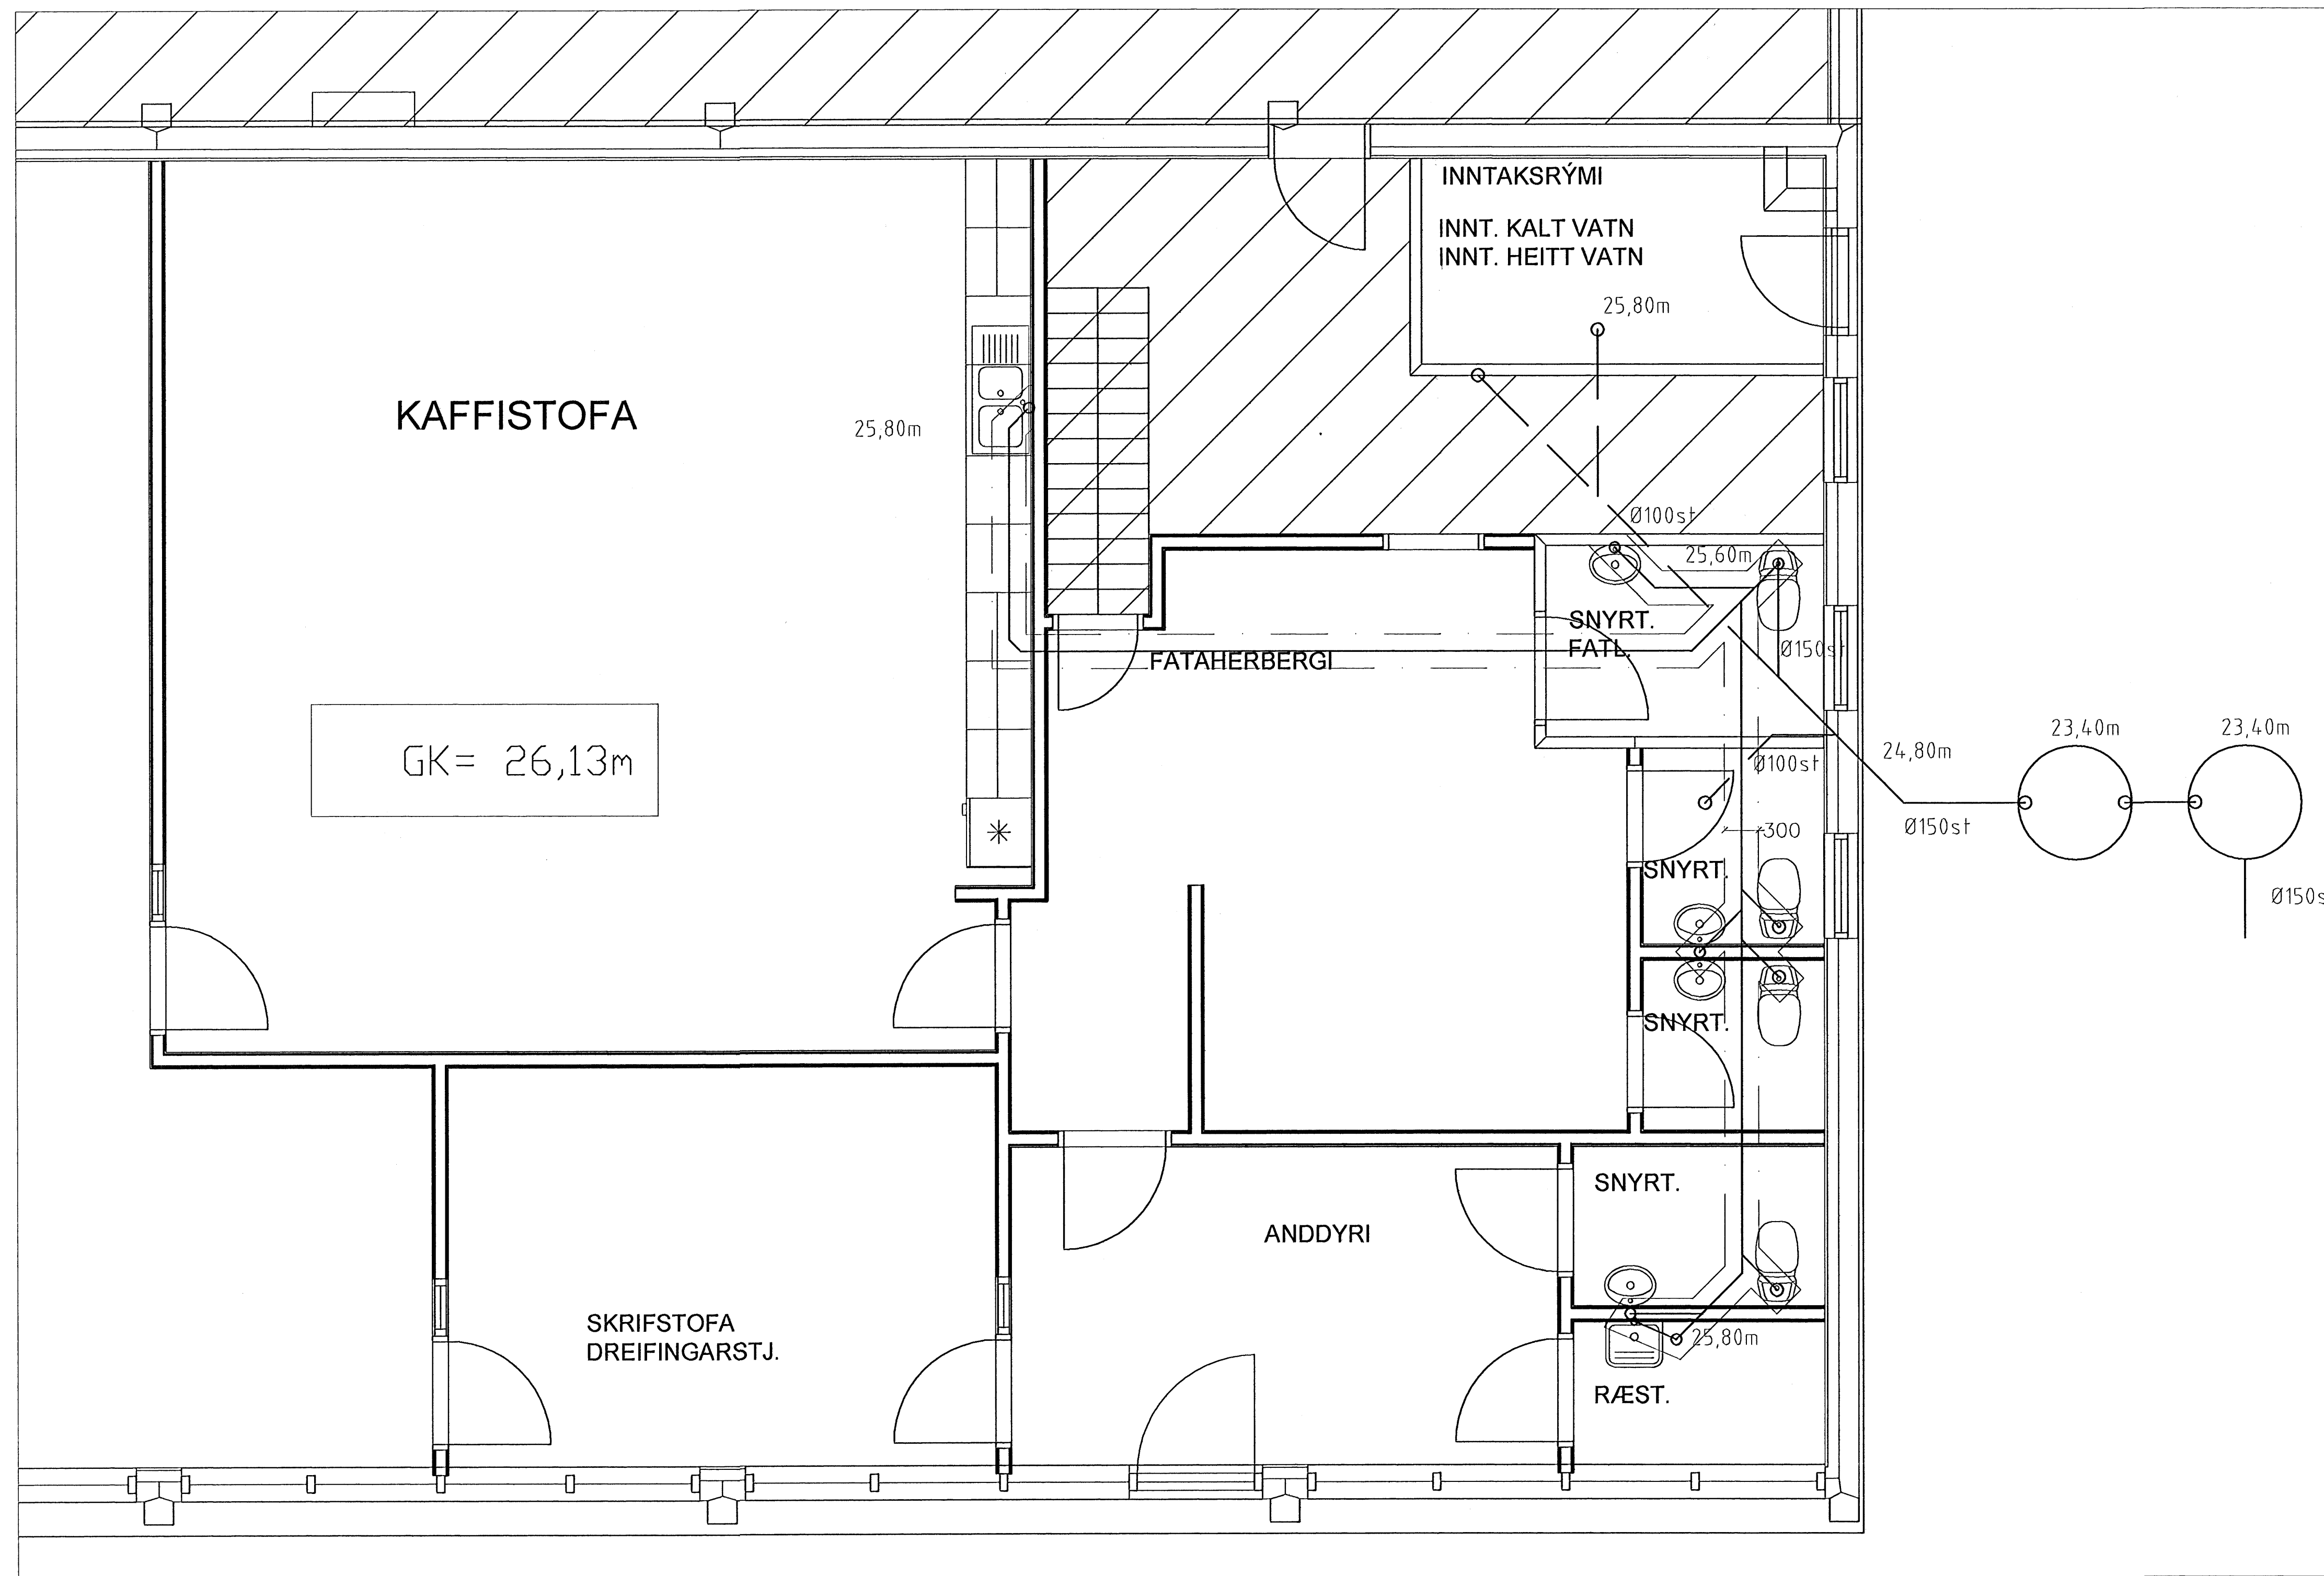 INNTAKSRÝMI
INNT. KALT VATN
INNT. HEITT VATN
25,80m
KAFFISTOFA
25,80m
Ø100st
25,60m
SNYRT.
FATL.
Ø150st
FATAHERBERGI
GK= 26,13m
23,40m
23,40m
24,80m
Ø100st
Ø150st
300
SNYRT.
Ø150s
SNYRT.
SNYRT.
ANDDYRI
SKRIFSTOFA
DREIFINGARSTJ.
25,80m
RÆST.